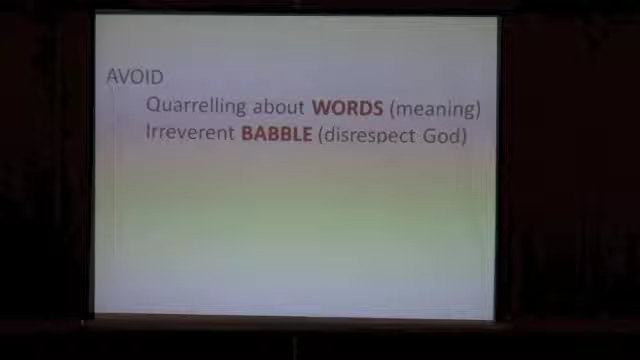 AVOID
Quarrelling about WORDS (meaning)
Irreverent BABBLE (disrespect God)